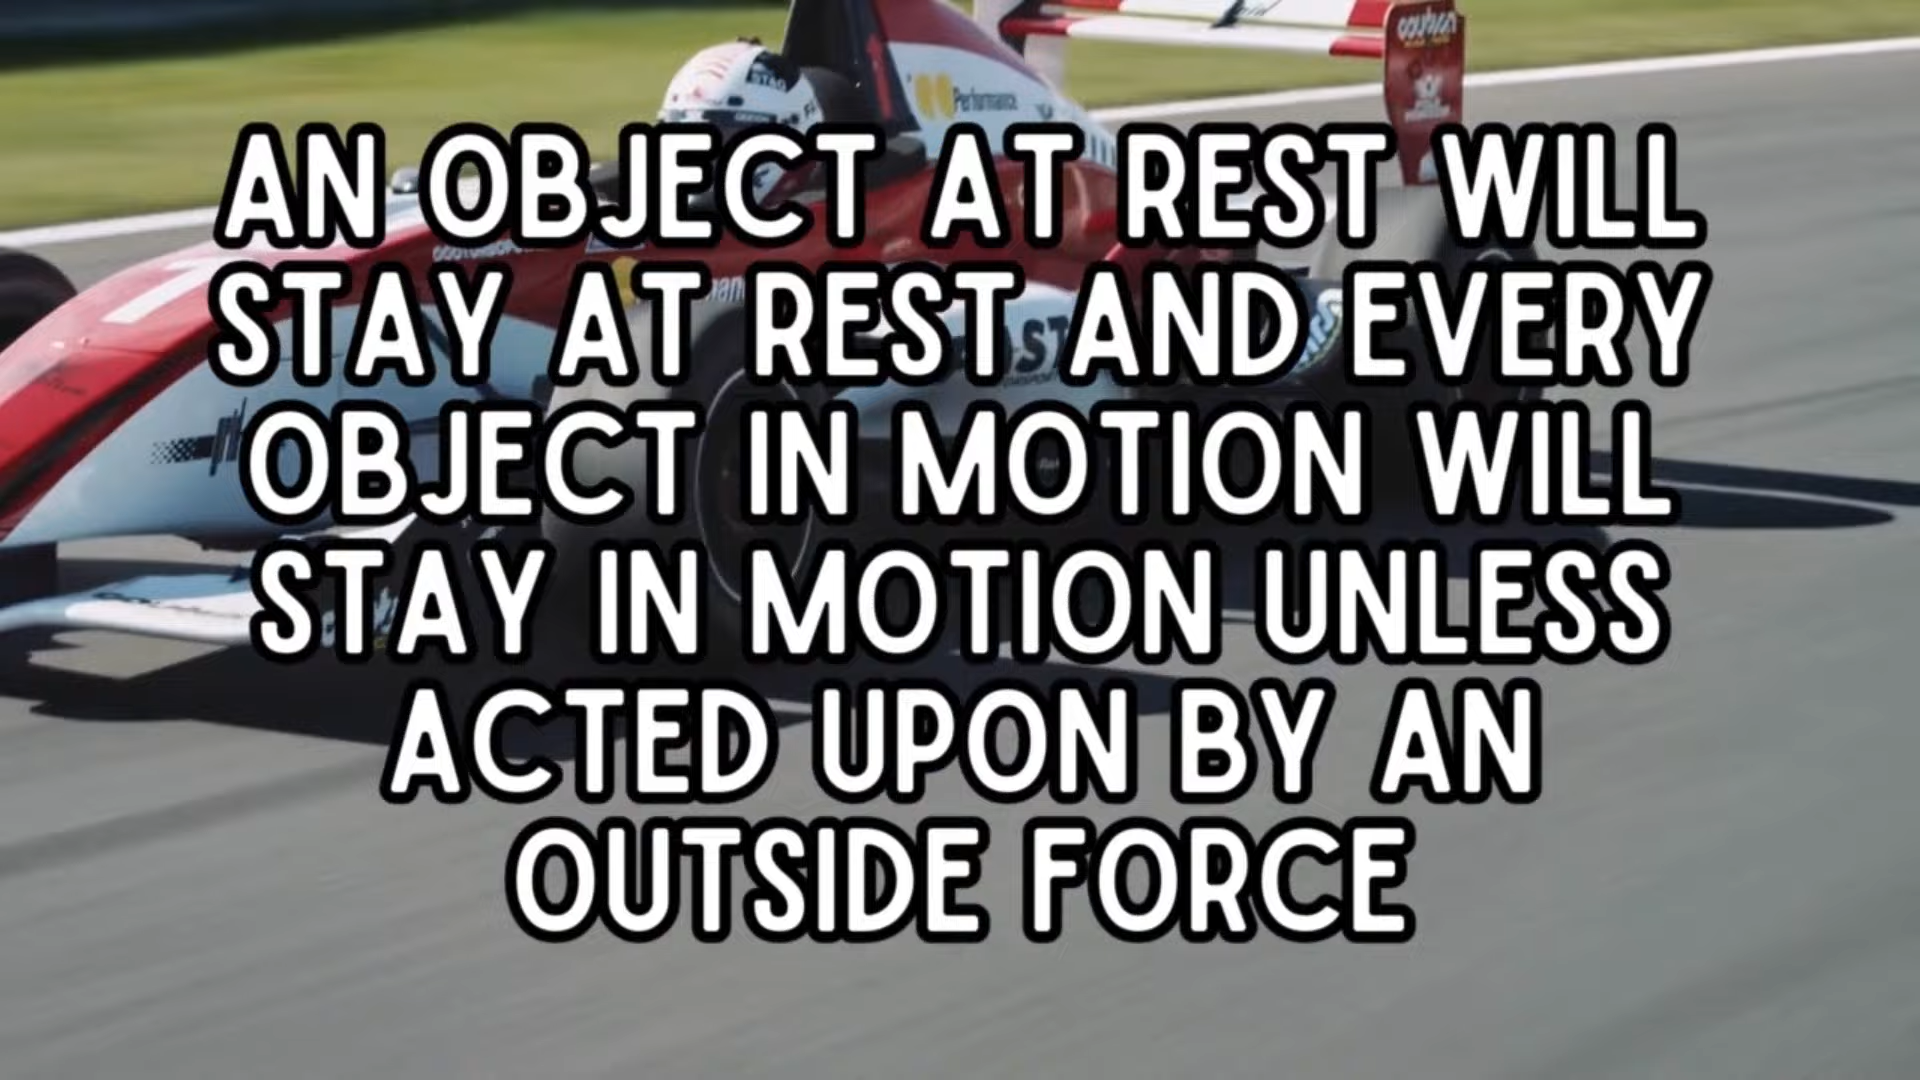 Performance
AN OBJECT AT REST WILL
STAY AT REST AND EVERY
OBJECT IN MOTION WILL
STAY IN MOTION UNLESS
ACTED UPON BY AN
OUTSIDE FORCE